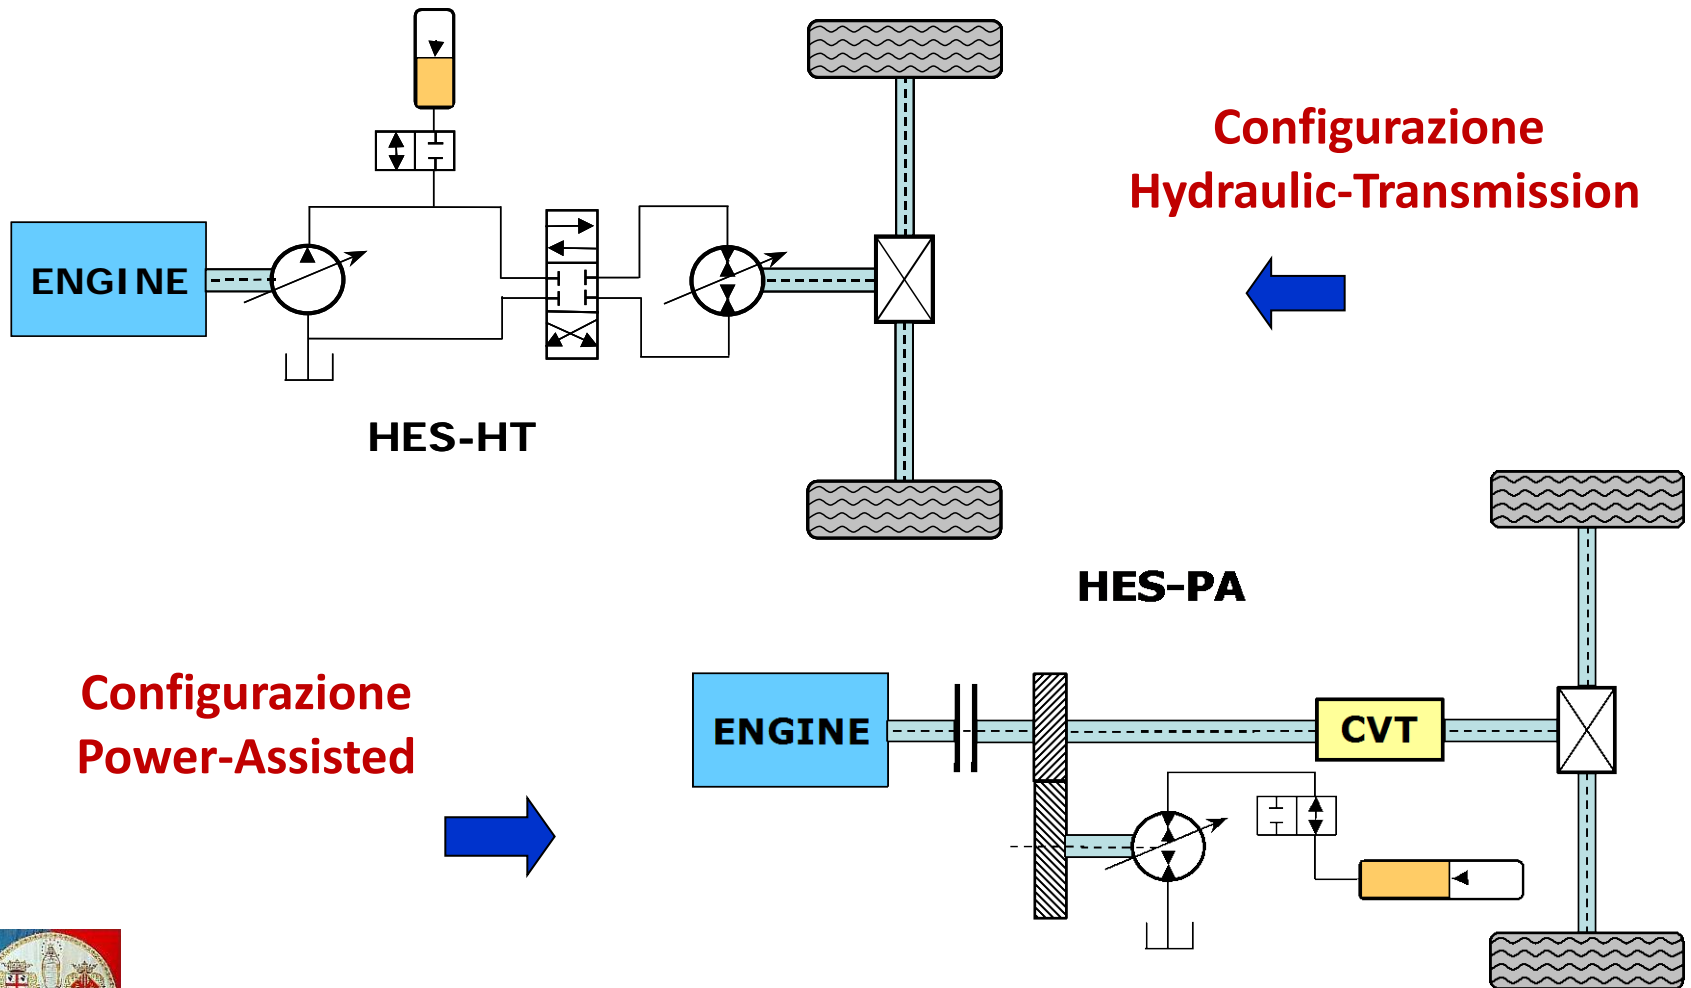 Configurazione
Hydraulic-Transmission
ENGINE
HES-HT
HES-PA
Configurazione
Power-Assisted
ENGINE
CVT